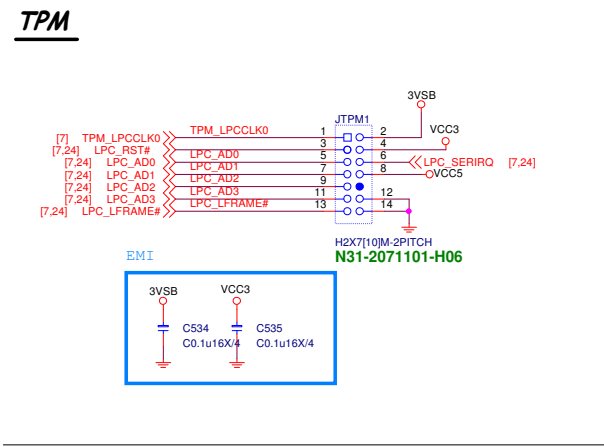 TPM
3VSB
JTPM1
VCC3
[7] TPM_LPCCLK0 TPM_LPCCLK0 1 2
[7,24] LPC_RST# 3 4
[7,24] LPC_AD0 LPC_AD0 5 6 LPC_SERIRQ [7,24]
[7,24] LPC_AD1 LPC_AD1 7 8 VCC5
[7,24] LPC_AD2 LPC_AD2 9
[7,24] LPC_AD3 LPC_AD3 11 12
[7,24] LPC_LFRAME# LPC_LFRAME# 13 14
H2X7[10]M-2PITCH
N31-2071101-H06
EMI
3VSB VCC3
C534 C535
C0.1u16X/4 C0.1u16X/4